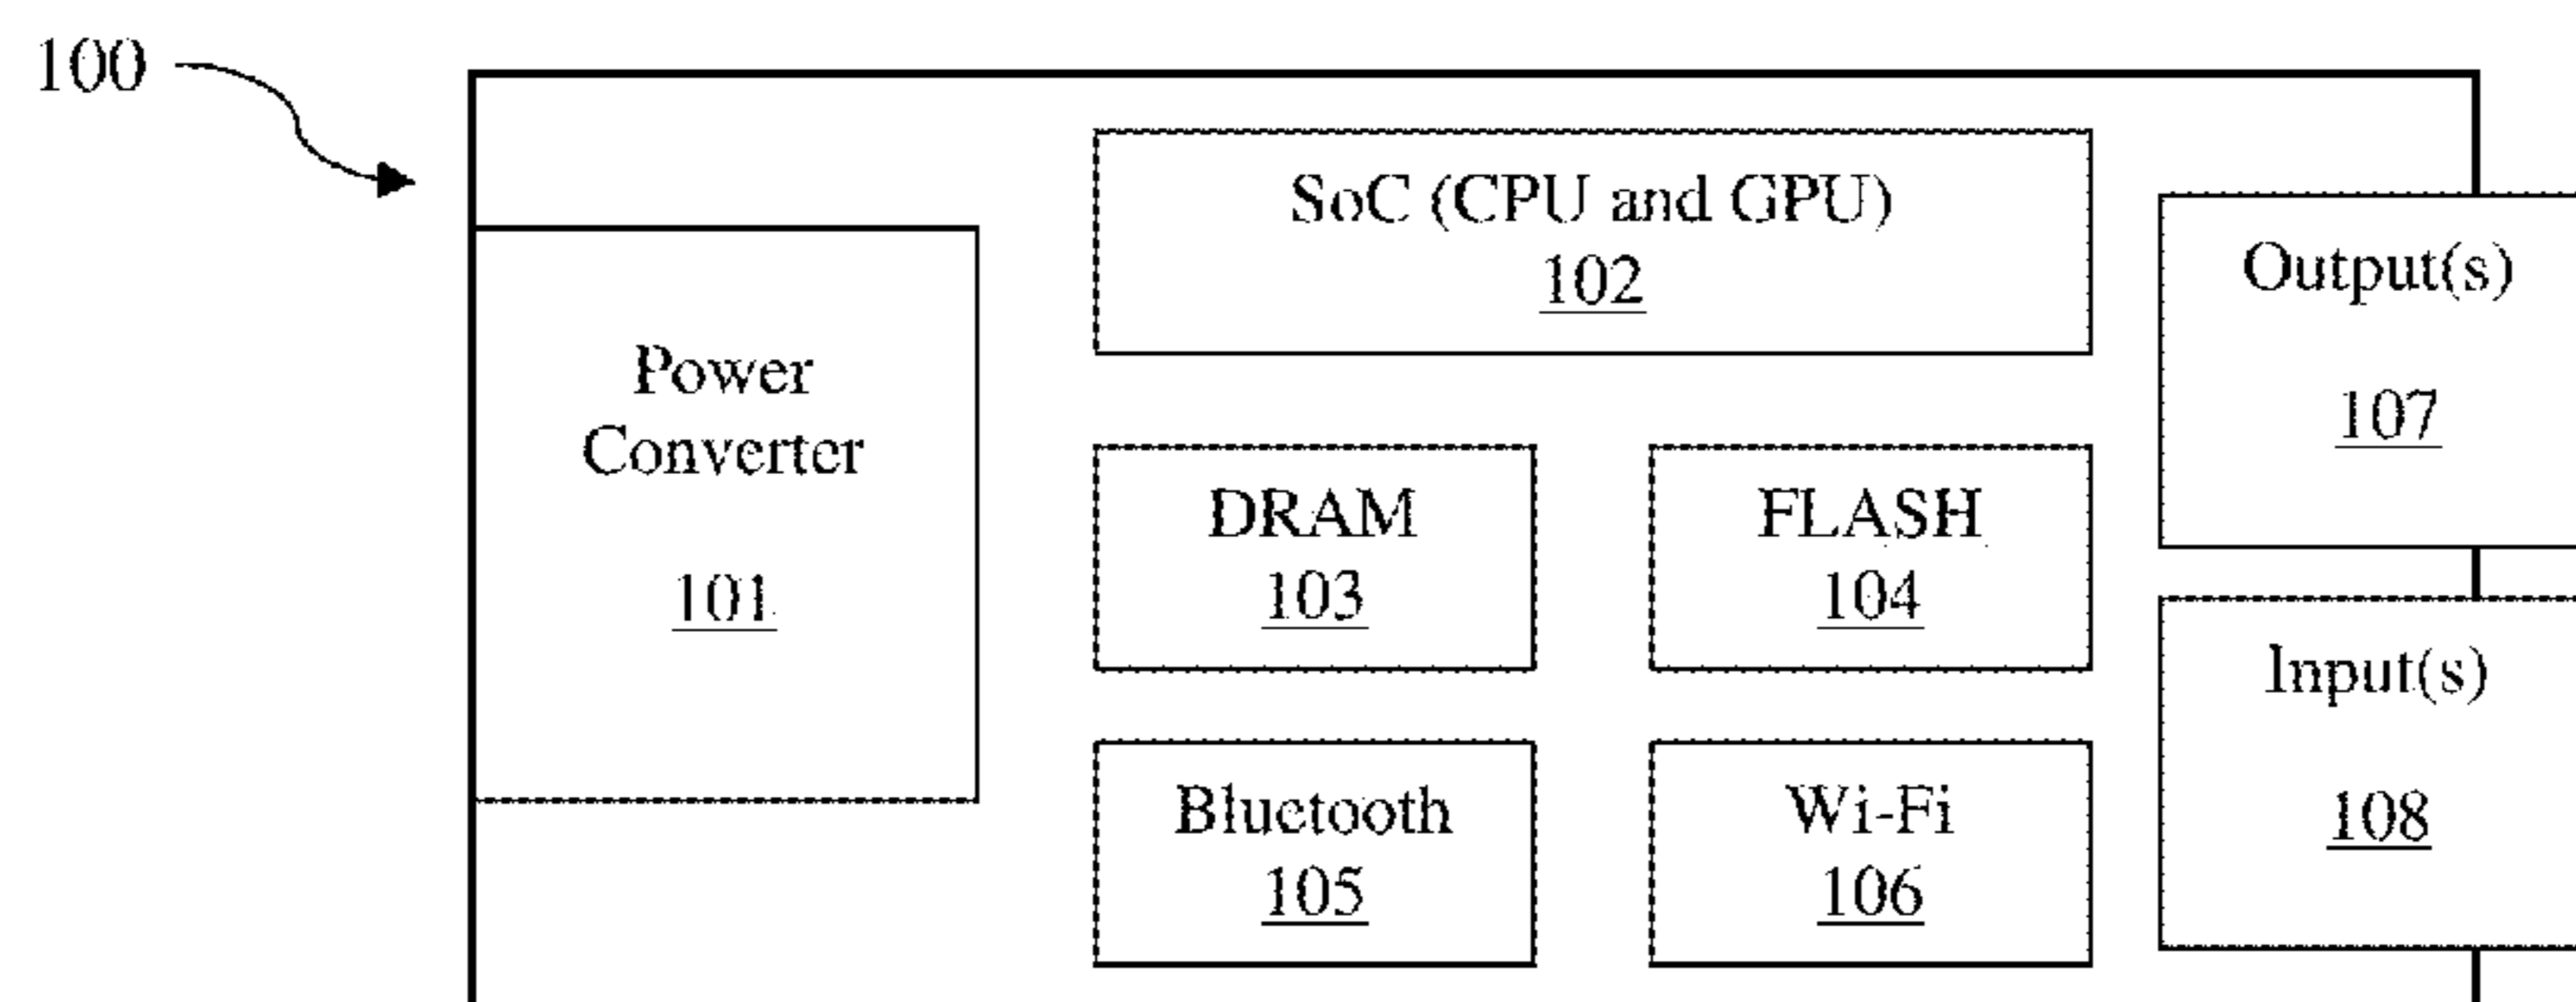 100
SoC (CPU and GPU)
102
Output(s)
107
Power
Converter
101
DRAM
103
FLASH
104
Input(s)
108
Bluetooth
105
Wi-Fi
106